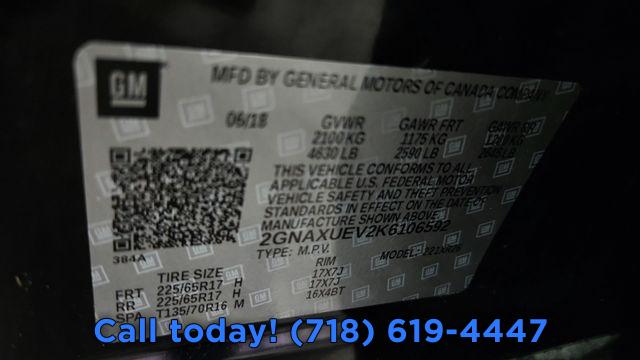 GM
MFD BY GENERAL MOTORS OF CANADA COMPANY
06/18 GVWR GAWR FRT GAWR RR
2100 KG 1175 KG
4630 LB 2590 LB
THIS VEHICLE CONFORMS TO ALL
APPLICABLE U.S. FEDERAL MOTOR
VEHICLE SAFETY AND THEFT PREVENTION
STANDARDS IN EFFECT ON THE DATE OF
MANUFACTURE SHOWN ABOVE.
2GNAXUEV2K6106592
TYPE: M.P.V. MODEL:
384A
TIRE SIZE RIM
FRT 225/65R17 H 17X7J
RR 225/65R17 H 17X7J
SPA T135/70R16 M 16X4BT
Call today! (718) 619-4447